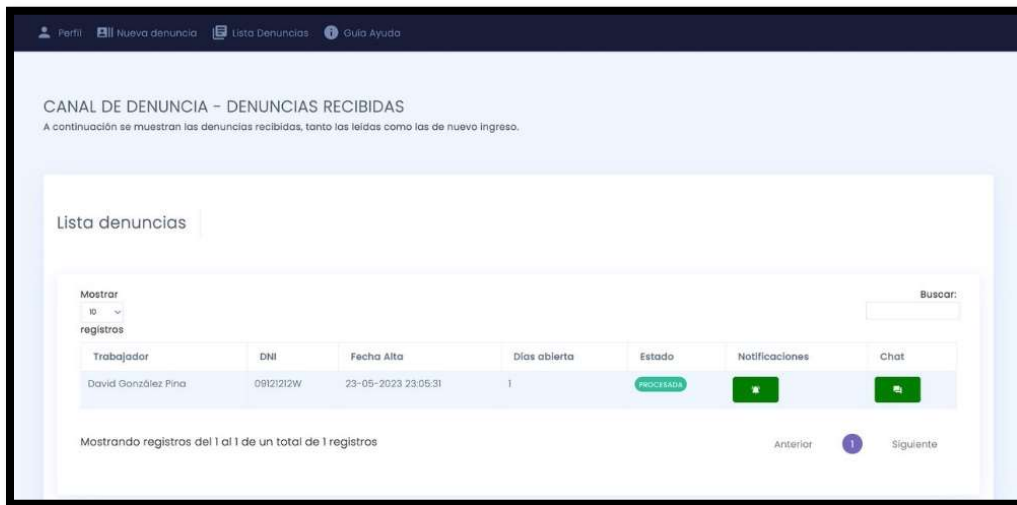 Perfil Nueva denuncia Lista Denuncias Guía Ayuda
CANAL DE DENUNCIA - DENUNCIAS RECIBIDAS
A continuación se muestran las denuncias recibidas, tanto las leídas como las de nuevo ingreso.
Lista denuncias
Mostrar Buscar:
10
registros
Trabajador DNI Fecha Alta Días abierta Estado Notificaciones Chat
David González Pina 09121212W 23-05-2023 23:05:31 1 PROCESADA
Mostrando registros del 1 al 1 de un total de 1 registros Anterior 1 Siguiente